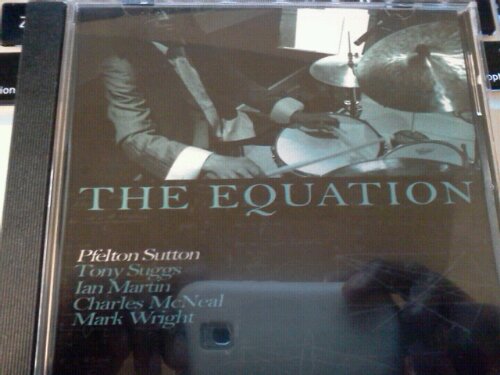 THE EQUATION
Pfelton Sutton
Tony Suggs
Ian Martin
Charles McNeal
Mark Wright